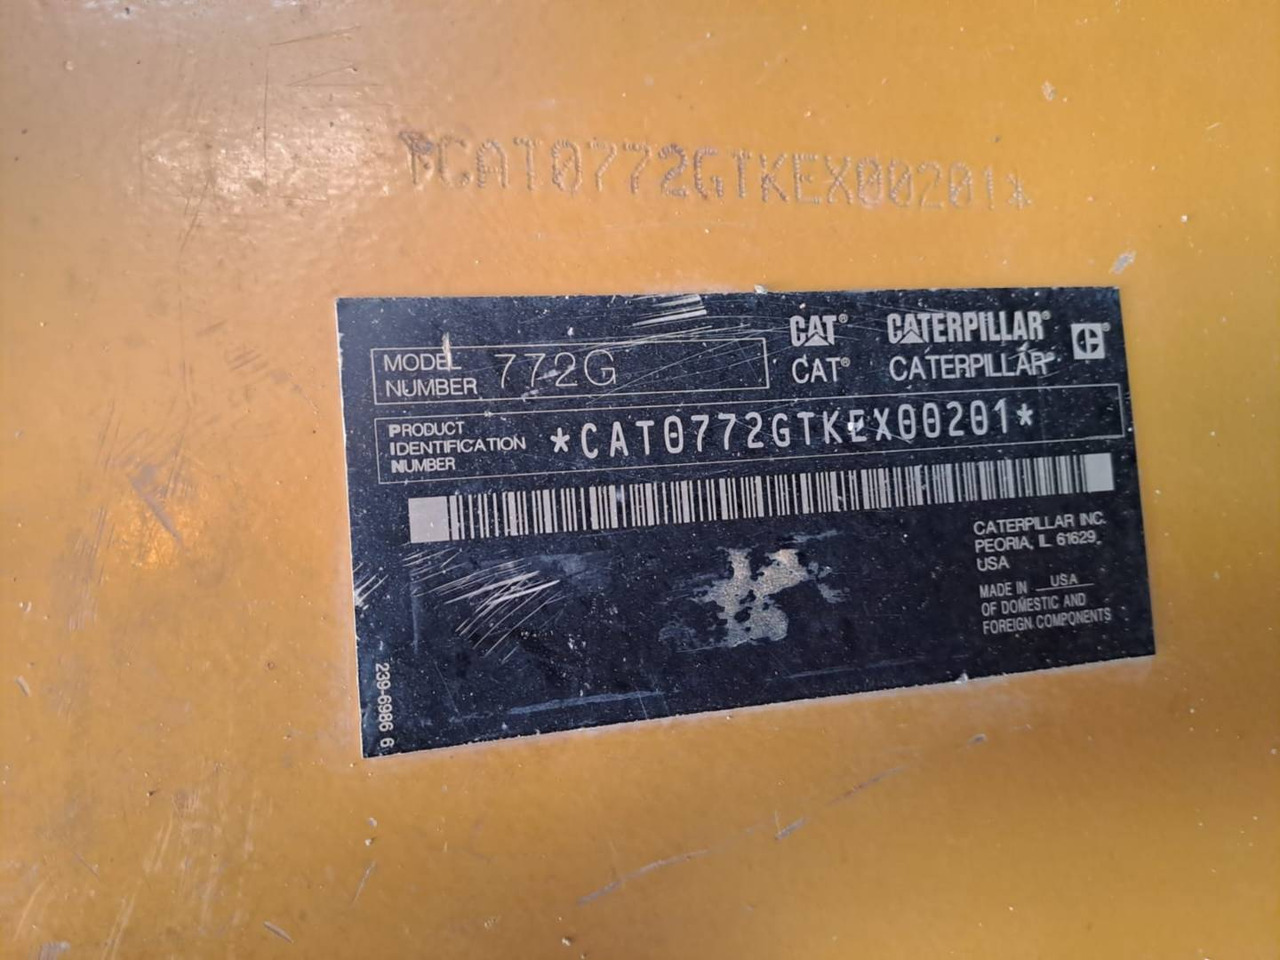 *CAT0772GTKEX00201*
MODEL NUMBER 772G
CAT® CATERPILLAR®
CAT® CATERPILLAR®
PRODUCT IDENTIFICATION NUMBER *CAT0772GTKEX00201*
CATERPILLAR INC.
PEORIA, IL 61629,
USA
MADE IN USA
OF DOMESTIC AND
FOREIGN COMPONENTS
239-6986 6